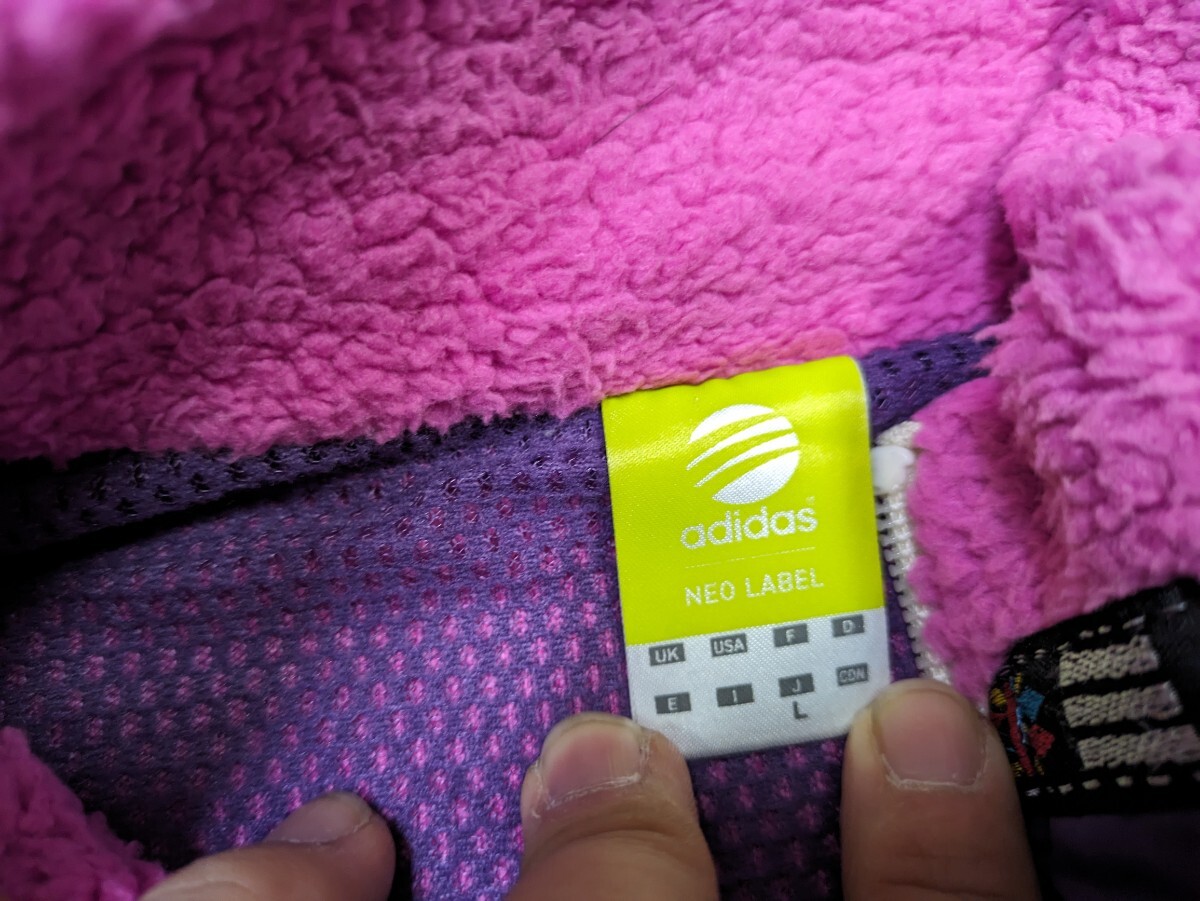 adidas
NEO LABEL
UK USA F D
E I J CDN
L